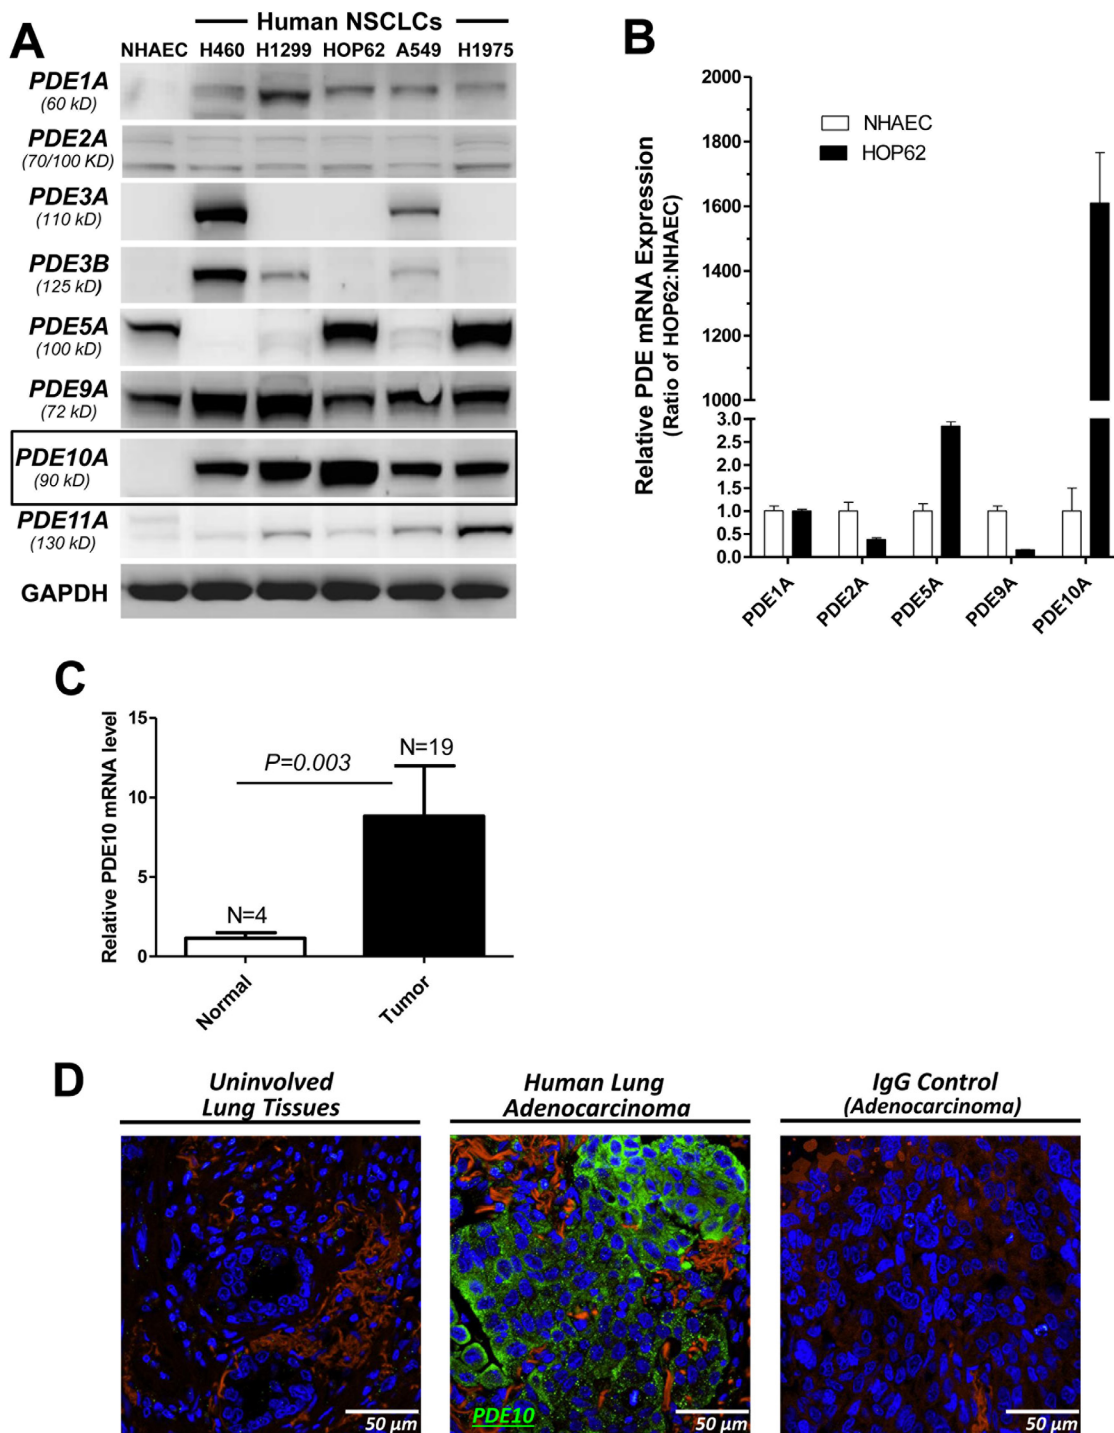 A
Human NSCLCs
NHAEC H460 H1299 HOP62 A549 H1975
PDE1A
(60 kD)
PDE2A
(70/100 KD)
PDE3A
(110 kD)
PDE3B
(125 kD)
PDE5A
(100 kD)
PDE9A
(72 kD)
PDE10A
(90 kD)
PDE11A
(130 kD)
GAPDH
B
Relative PDE mRNA Expression
(Ratio of HOP62:NHAEC)
2000
1800
1600
1400
1200
1000
3.0
2.5
2.0
1.5
1.0
0.5
0.0
NHAEC
HOP62
PDE1A
PDE2A
PDE5A
PDE9A
PDE10A
C
Relative PDE10 mRNA level
15
10
5
0
P=0.003
N=4
N=19
Normal
Tumor
D
Uninvolved
Lung Tissues
Human Lung
Adenocarcinoma
IgG Control
(Adenocarcinoma)
50 µm
PDE10
50 µm
50 µm